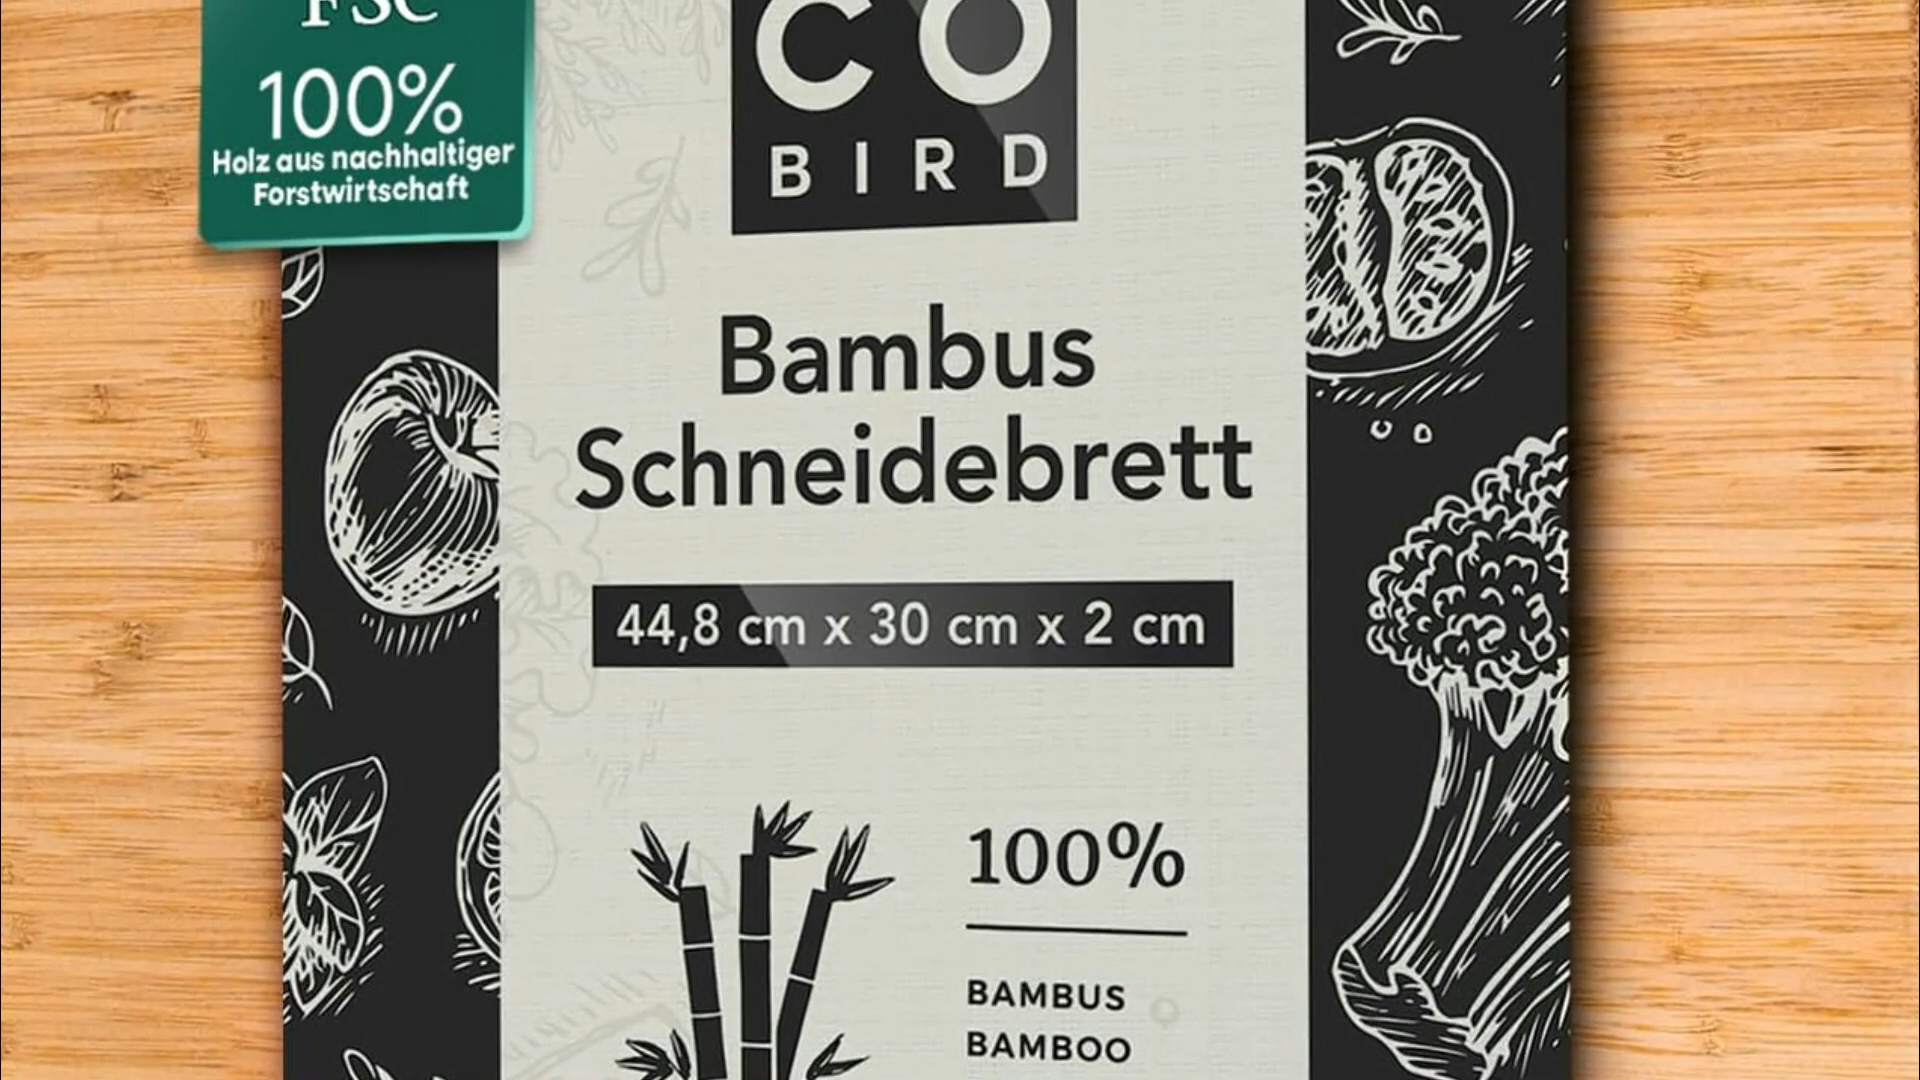 FSC
100%
Holz aus nachhaltiger
Forstwirtschaft
CO
BIRD
Bambus
Schneidebrett
44,8 cm x 30 cm x 2 cm
100%
BAMBUS
BAMBOO